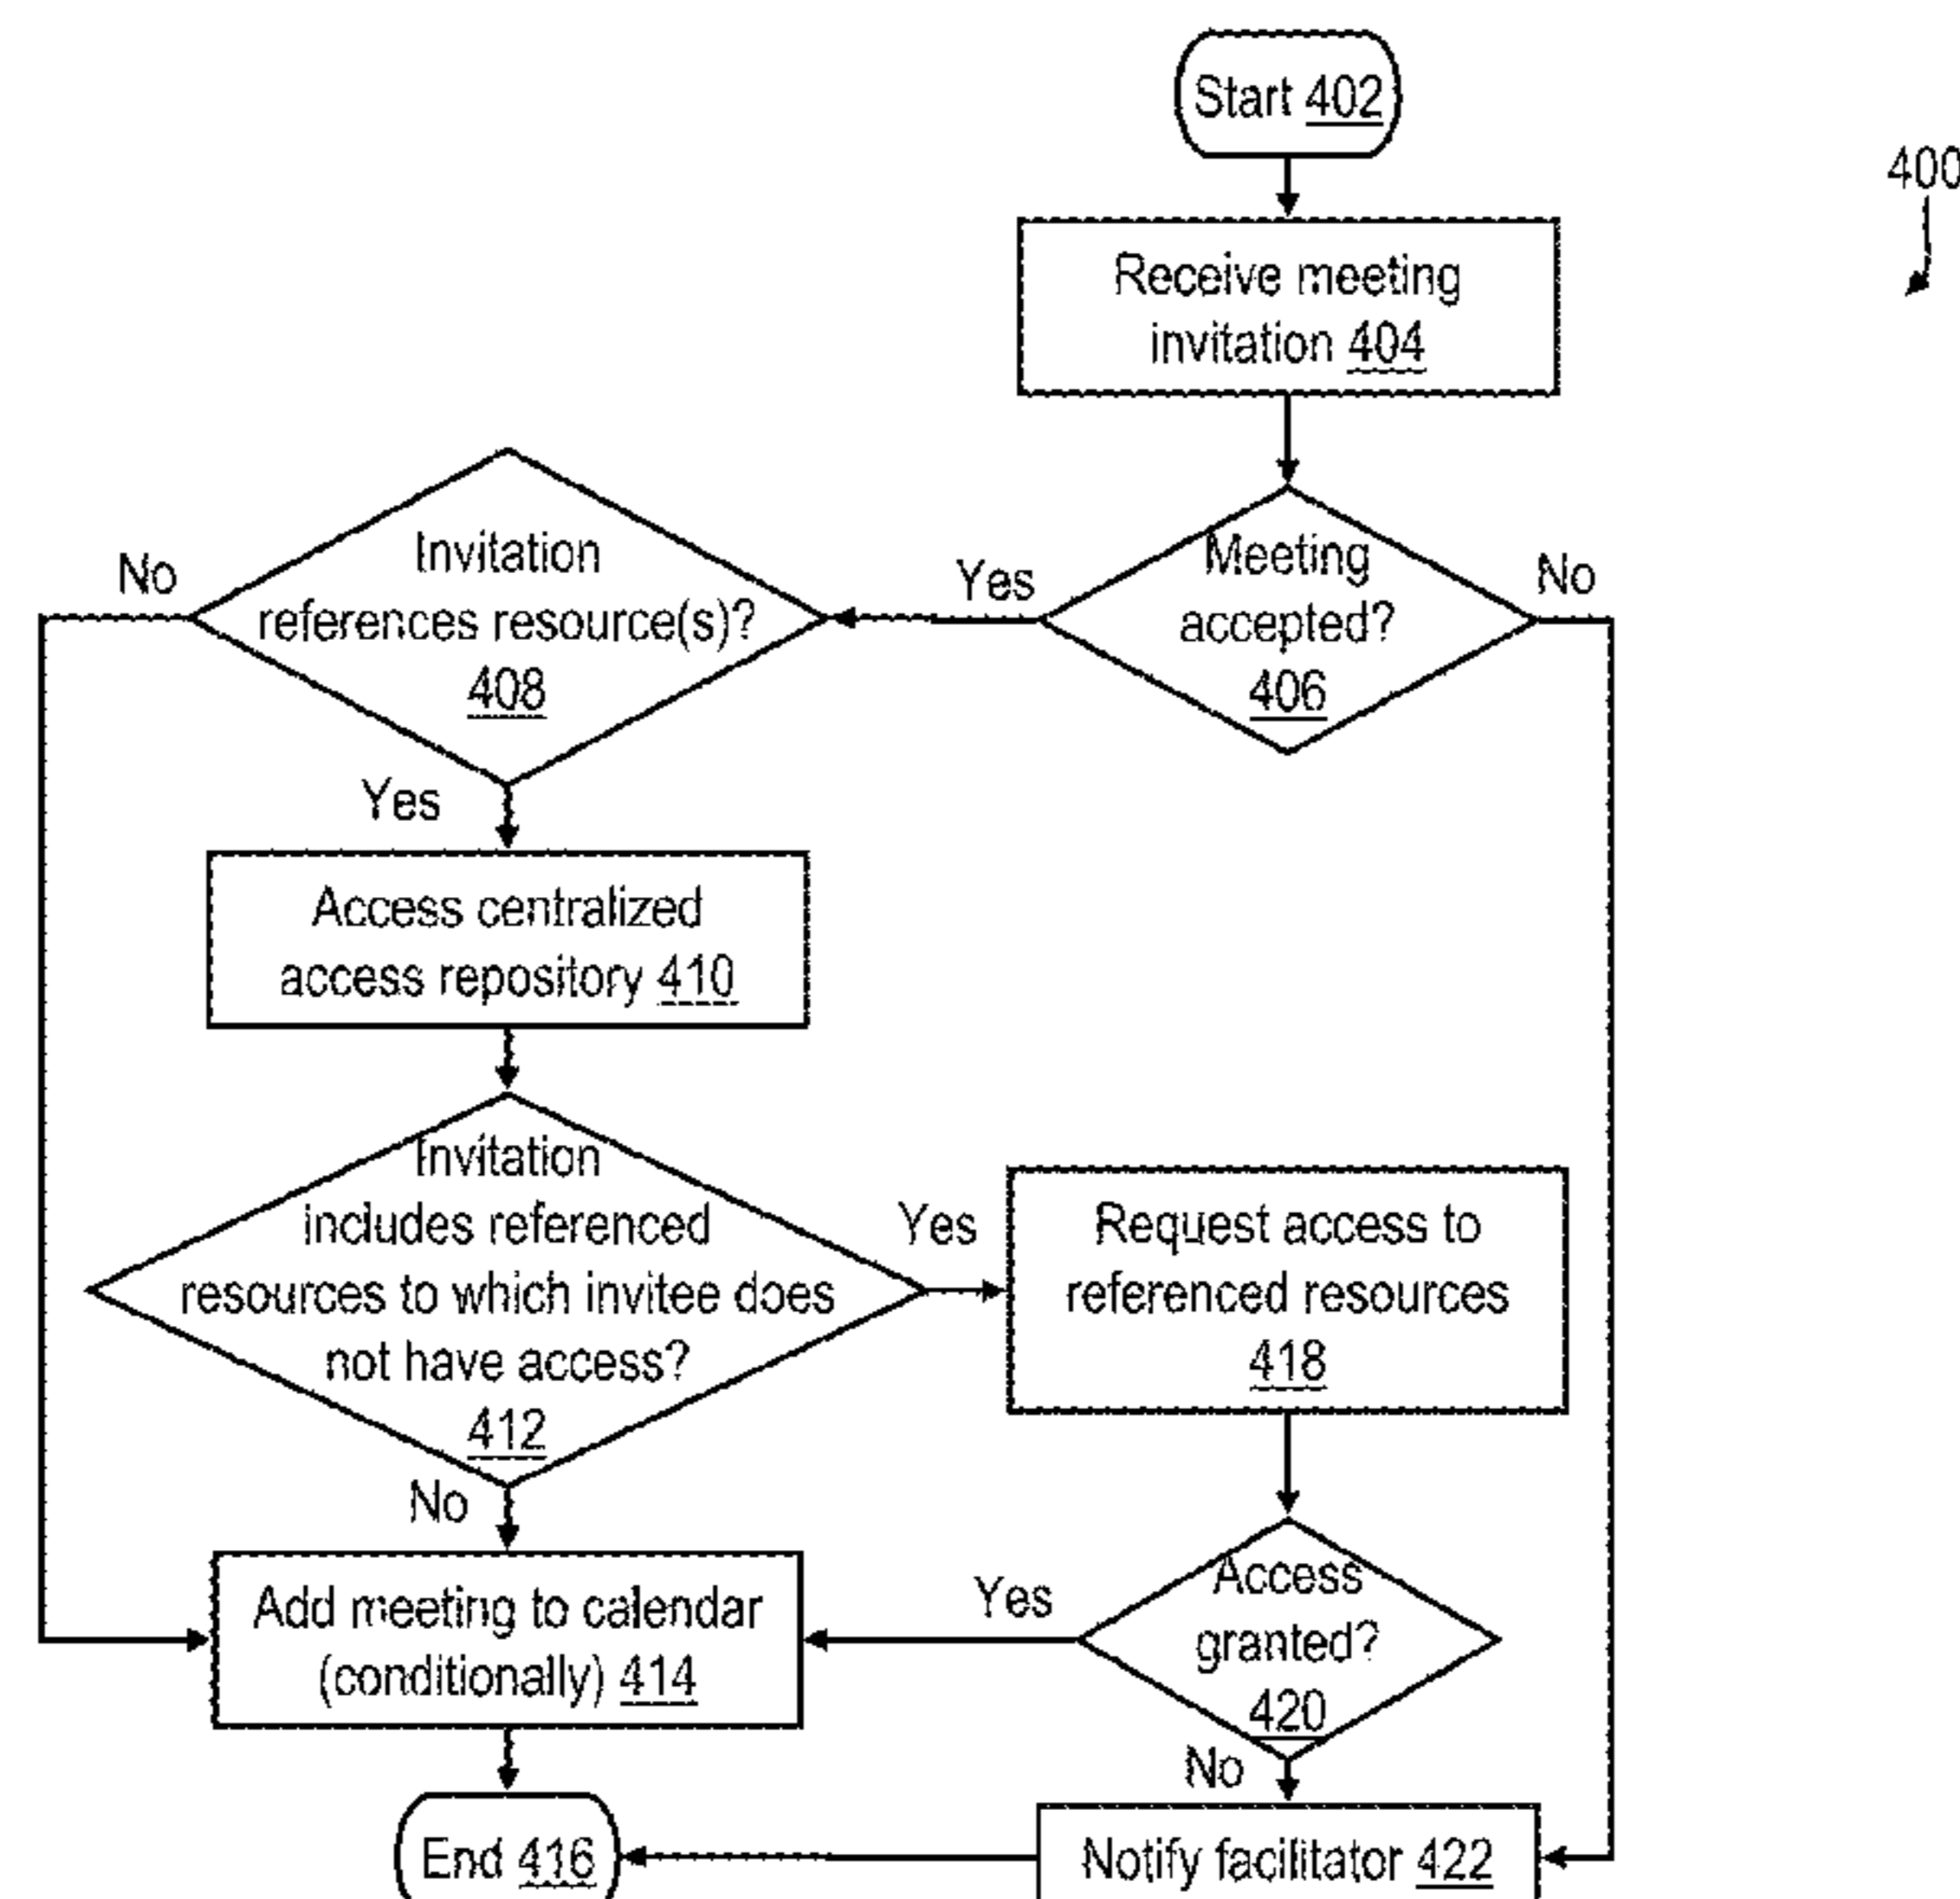 Start 402
400
Receive meeting
invitation 404
Meeting
accepted?
406
Yes
No
Invitation
references resource(s)?
408
No
Yes
Access centralized
access repository 410
Invitation
includes referenced
resources to which invitee does
not have access?
412
Yes
No
Request access to
referenced resources
418
Access
granted?
420
Yes
No
Add meeting to calendar
(conditionally) 414
End 416
Notify facilitator 422